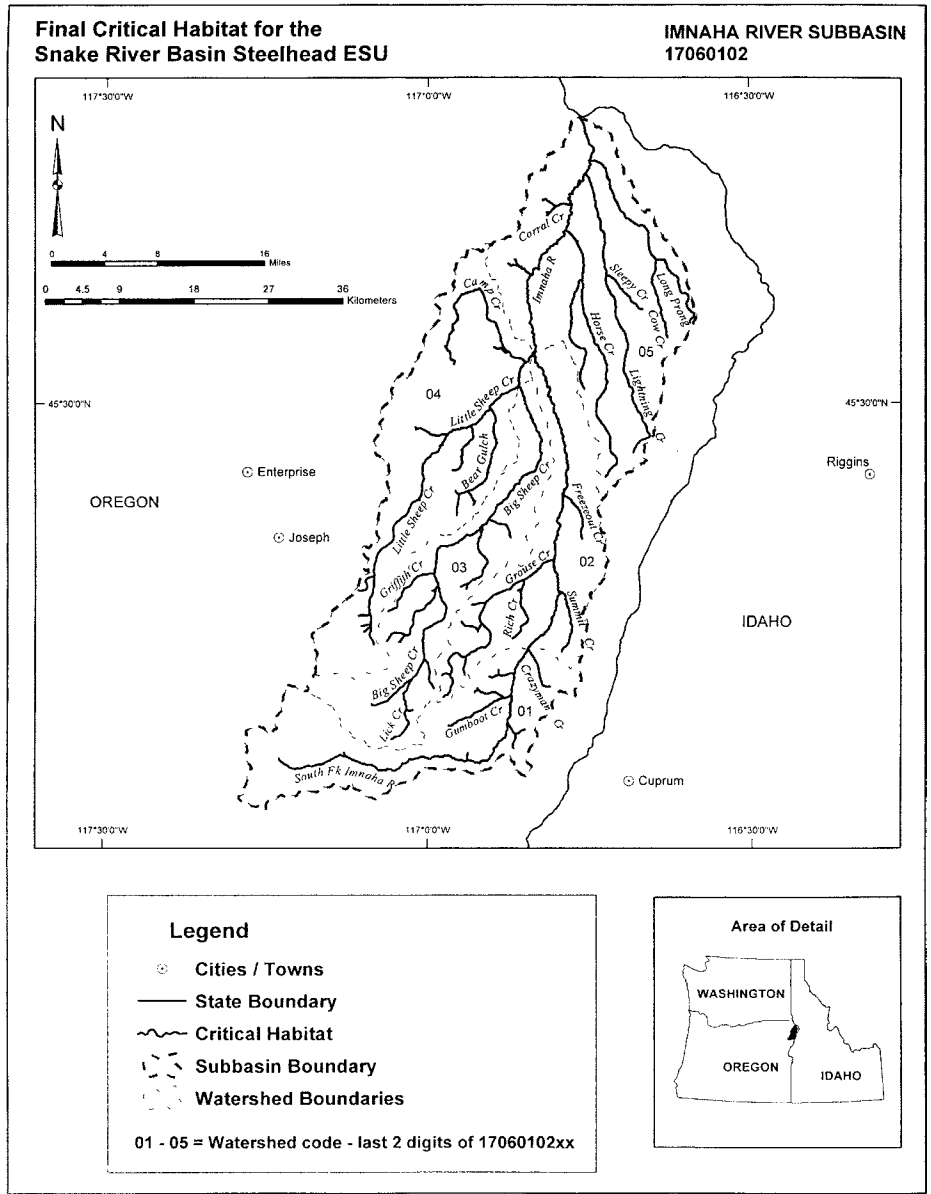 Final Critical Habitat for the
Snake River Basin Steelhead ESU
IMNAHA RIVER SUBBASIN
17060102
117°30'0"W
117°0'0"W
116°30'0"W
N
0 4 8 16
Miles
0 4.5 9 18 27 36
Kilometers
Corral Cr
Imnaha R
Camp Cr
Sleepy Cr
Long Prong
Cow Cr
Horse Cr
05
Lightning Cr
04
45°30'0"N
45°30'0"N
Little Sheep Cr
Bear Gulch
Enterprise
Riggins
OREGON
Joseph
Little Sheep Cr
Big Sheep Cr
Freezeout Cr
Griffith Cr
03
Grouse Cr
02
Rich Cr
Summit Cr
IDAHO
Big Sheep Cr
Crazyman Cr
Lick Cr
Gumboot Cr
01
South Fk Imnaha R
Cuprum
117°30'0"W
117°0'0"W
116°30'0"W
Legend
Cities / Towns
State Boundary
Critical Habitat
Subbasin Boundary
Watershed Boundaries
01 - 05 = Watershed code - last 2 digits of 17060102xx
Area of Detail
WASHINGTON
OREGON
IDAHO